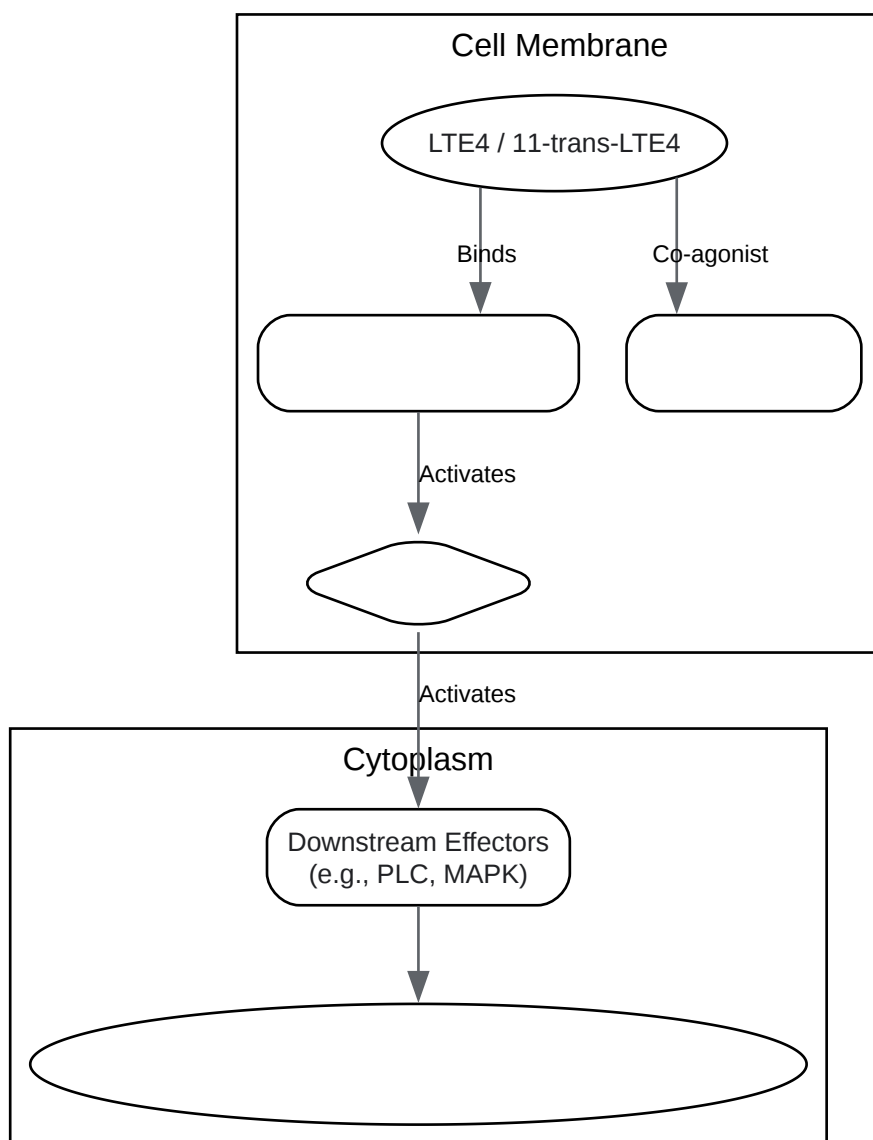 Cell Membrane
LTE4 / 11-trans-LTE4
Binds
Co-agonist
Activates
Activates
Cytoplasm
Downstream Effectors
(e.g., PLC, MAPK)